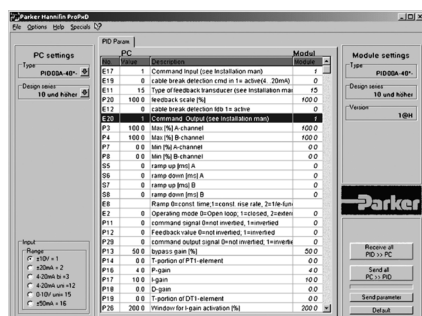 Parker Hannifin ProPxD
File Options Help Specials ?
PC settings
Type
PID00A-40*-
Design series
10 und höher
Input
Range
±10V = 1
±20mA = 2
4-20mA bi =3
4-20mA uni =12
0-10V uni= 15
±50mA = 16
PID Param
PC Modul
No. Value Description Module
E17 1 Command Input (see Installation man) 1
E19 0 cable break detection cmd in 1= active(4..20mA) 0
E11 15 Type of feedback transducer (see Installation mar 15
P20 100 0 feedback scale [%] 100 0
E12 0 cable break detection fdb 1= active 0
E20 1 Command Output (see Installation man) 1
P3 100 0 Max [%] A-channel 100 0
P4 100 0 Max [%] B-channel 100 0
P7 0 0 Min [%] A-channel 0 0
P8 0 0 Min [%] B-channel 0 0
S5 0 ramp up [ms] A 0
S6 0 ramp down [ms] A 0
S7 0 ramp up [ms] B 0
S8 0 ramp down [ms] B 0
E8 Ramp 0=const time;1=const. rise rate,
E2 0 Operating mode 0=Open loop; 1=closed, 0
P11 0 command signal 0=not inverted, 1=inverted 0
P12 0 Feedback value 0=not inverted, 1=inverted 0
P29 0 command output signal 0=not inverted; 1=inverte 0
P13 50 0 bypass gain [%] 50 0
P14 0 0 T-portion of PT1-element 0 0
P16 4 0 P-gain 4 0
P17 10 0 I-gain 10 0
P18 0 0 D-gain 0 0
P19 0 0 T-portion of DT1-element 0 0
P26 200 0 Window for I-gain activation [%] 200 0
Module settings
Type
PID00A-40*
Design series
10 und höher
Version
1@H
Parker
Receive all
PID >> PC
Send all
PC >> PID
Send parameter
Default